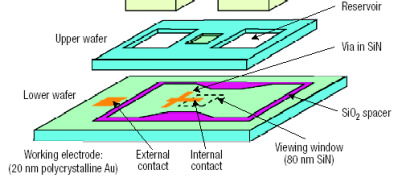 Reservoir
Upper wafer
Via in SiN
Lower wafer
SiO2 spacer
Working electrode:
(20 nm polycrystalline Au)
External
contact
Internal
contact
Viewing window
(80 nm SiN)